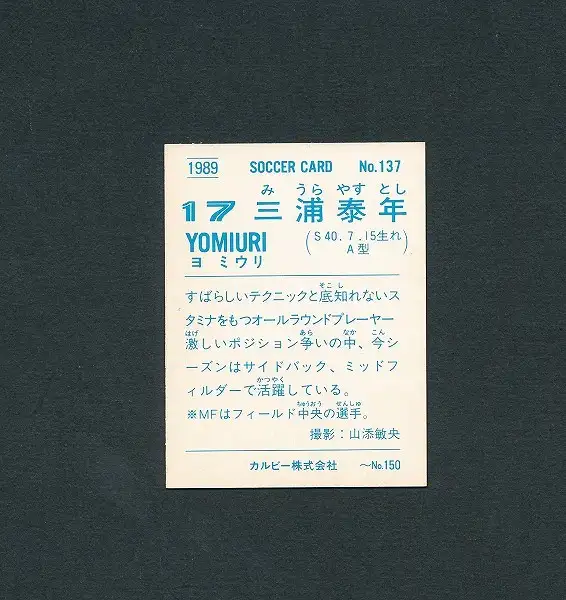 1989 SOCCER CARD No.137
み うら やす とし
17 三浦泰年
YOMIURI (S40.7.15生れ
ヨミウリ A型)
そこ し
すばらしいテクニックと底知れないス
タミナをもつオールラウンドプレーヤー
はげ あら なか こん
激しいポジション争いの中、今シ
ーズンはサイドバック、ミッドフ
かつやく
ィルダーで活躍している。
ちゅうおう せんしゅ
※MFはフィールド中央の選手。
撮影：山添敏央
カルビー株式会社 〜No.150